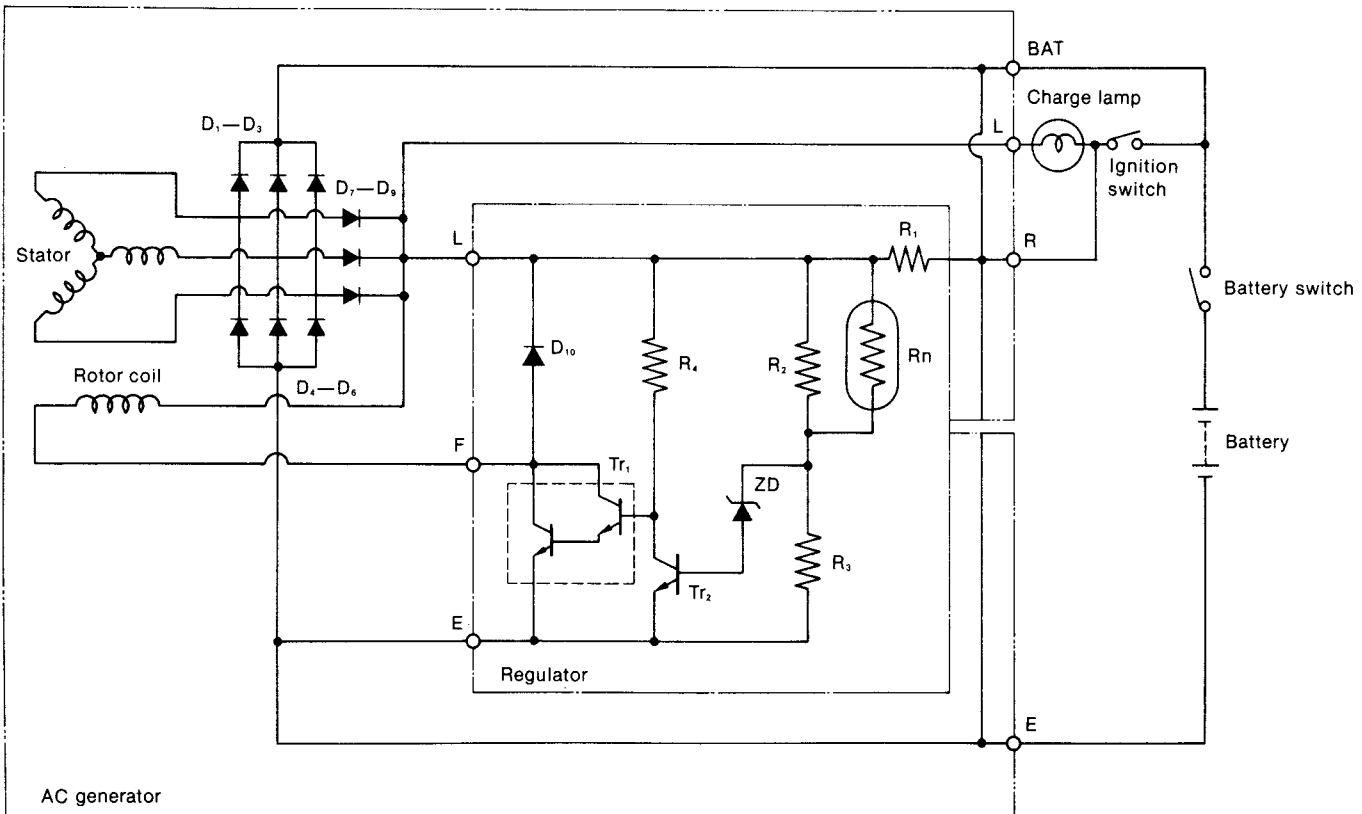 BAT
Charge lamp
L
D₁—D₃
Ignition
switch
D₇—D₉
R₁
L
R
Stator
Battery switch
D₁₀
R₄
R₂
Rn
Rotor coil
D₄—D₆
F
Tr₁
ZD
Battery
R₃
Tr₂
E
Regulator
E
AC generator